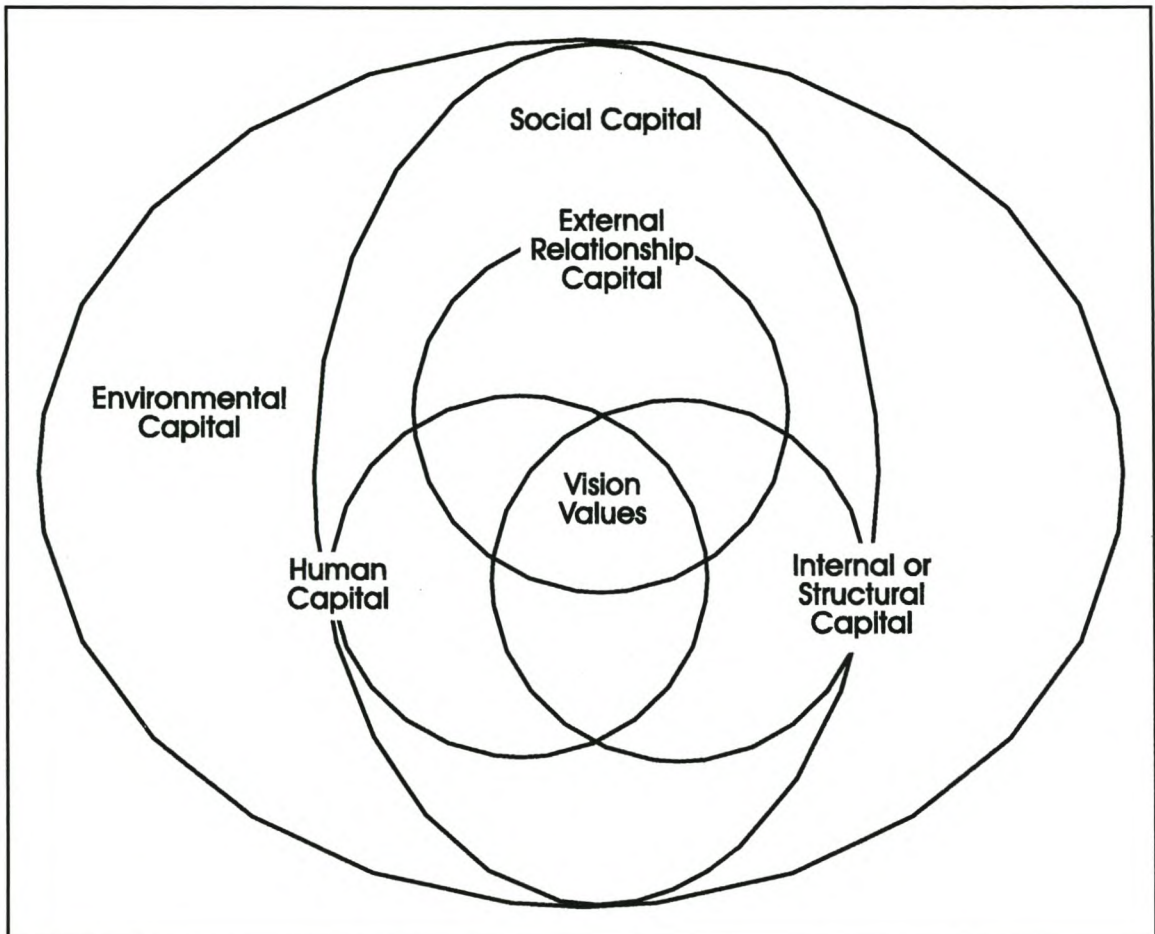 Social Capital
External
Relationship
Capital
Environmental
Capital
Vision
Values
Human
Capital
Internal or
Structural
Capital